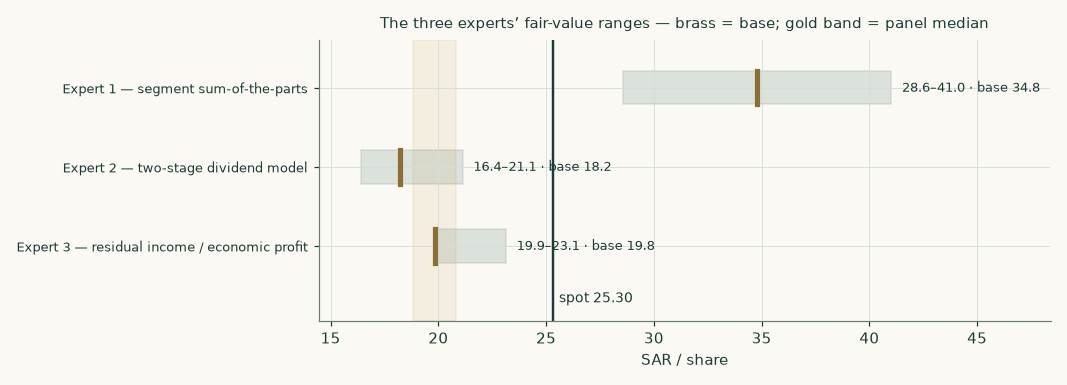 The three experts’ fair-value ranges — brass = base; gold band = panel median
Expert 1 — segment sum-of-the-parts
28.6–41.0 · base 34.8
Expert 2 — two-stage dividend model
16.4–21.1 · base 18.2
Expert 3 — residual income / economic profit
19.9–23.1 · base 19.8
spot 25.30
15 20 25 30 35 40 45
SAR / share